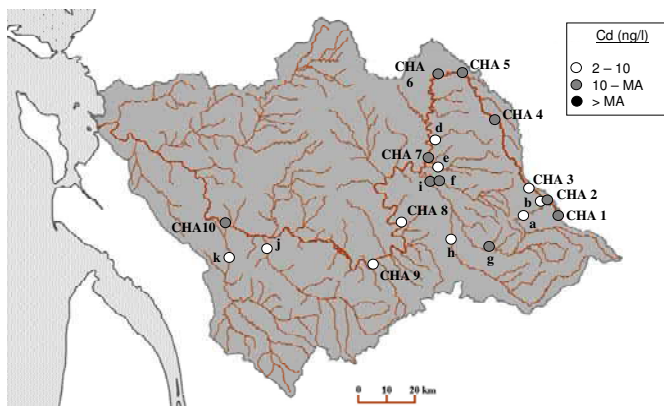 Cd (ng/l)
2 – 10
10 – MA
> MA
CHA 6
CHA 5
CHA 4
d
CHA 7
e
i
f
CHA 3
b
CHA 2
a
CHA 1
CHA 8
CHA10
j
h
g
k
CHA 9
0
20 km